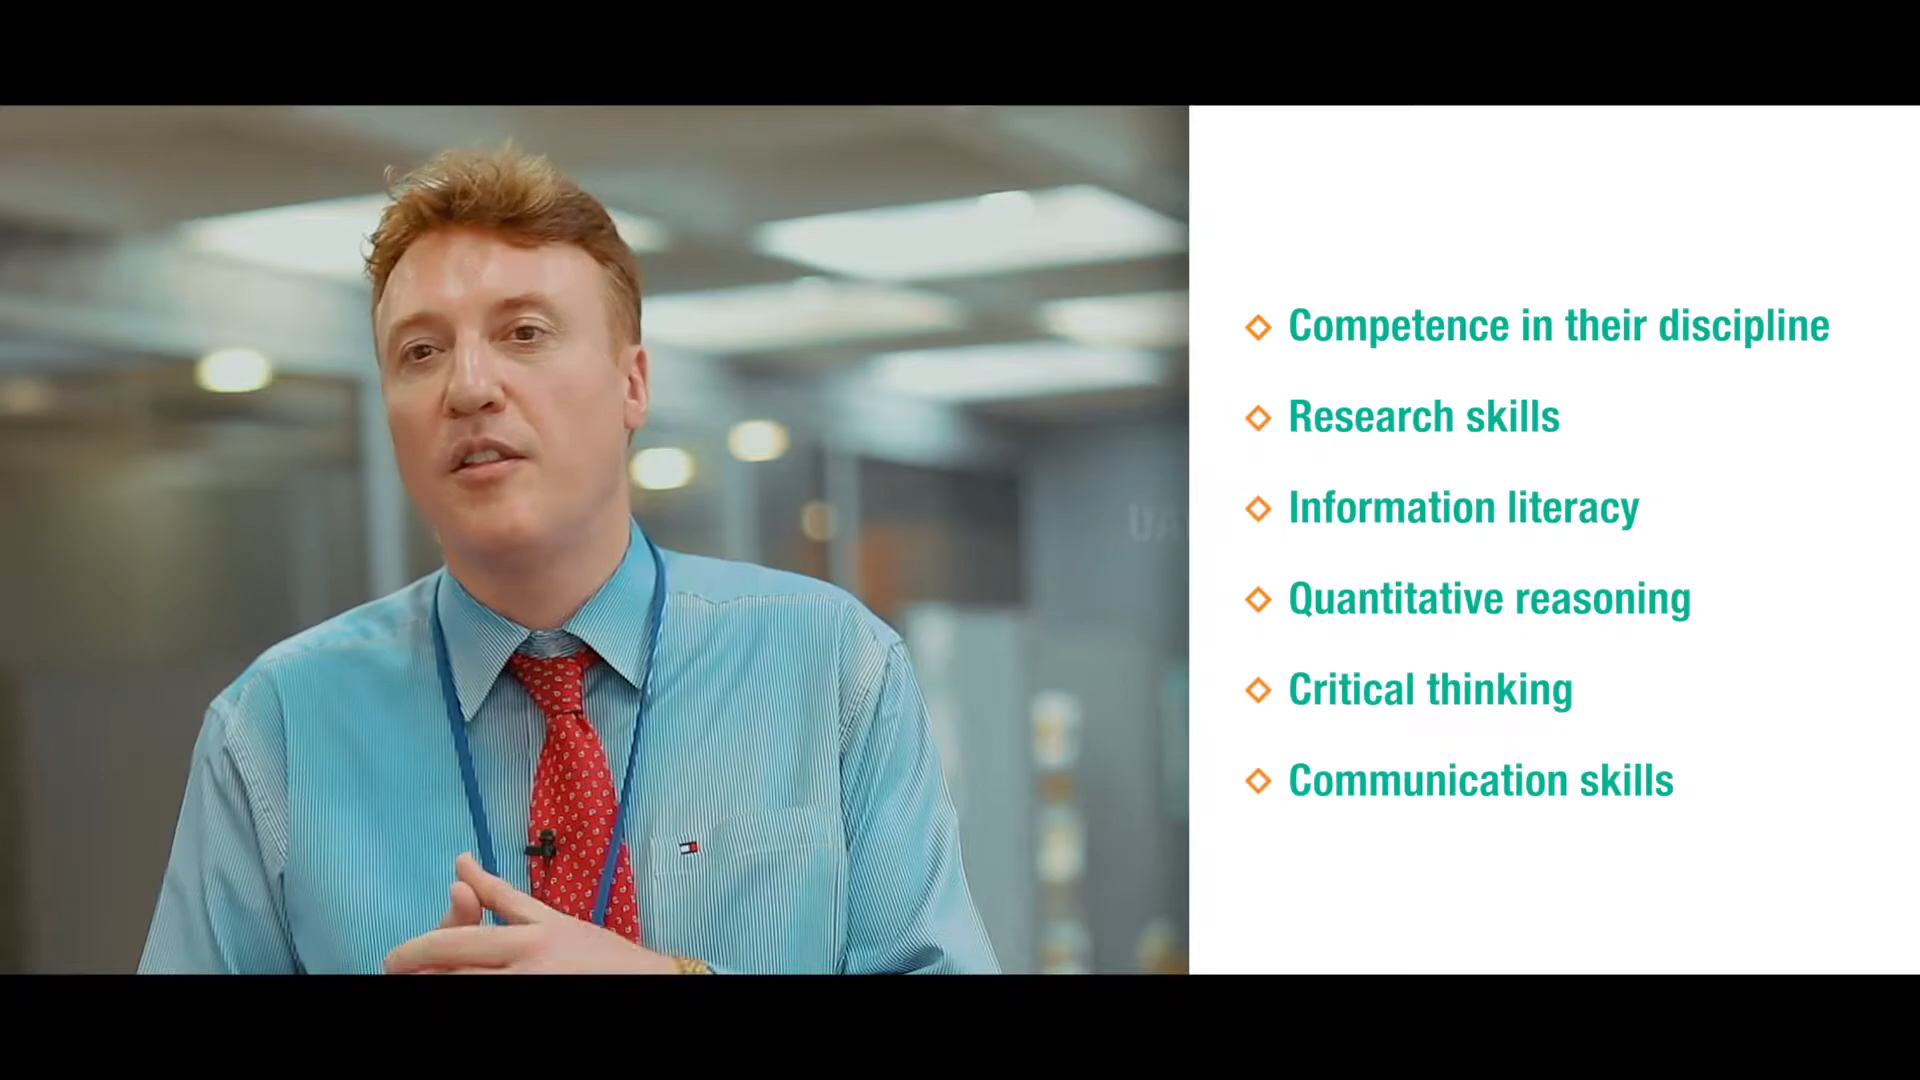 Competence in their discipline
Research skills
Information literacy
Quantitative reasoning
Critical thinking
Communication skills